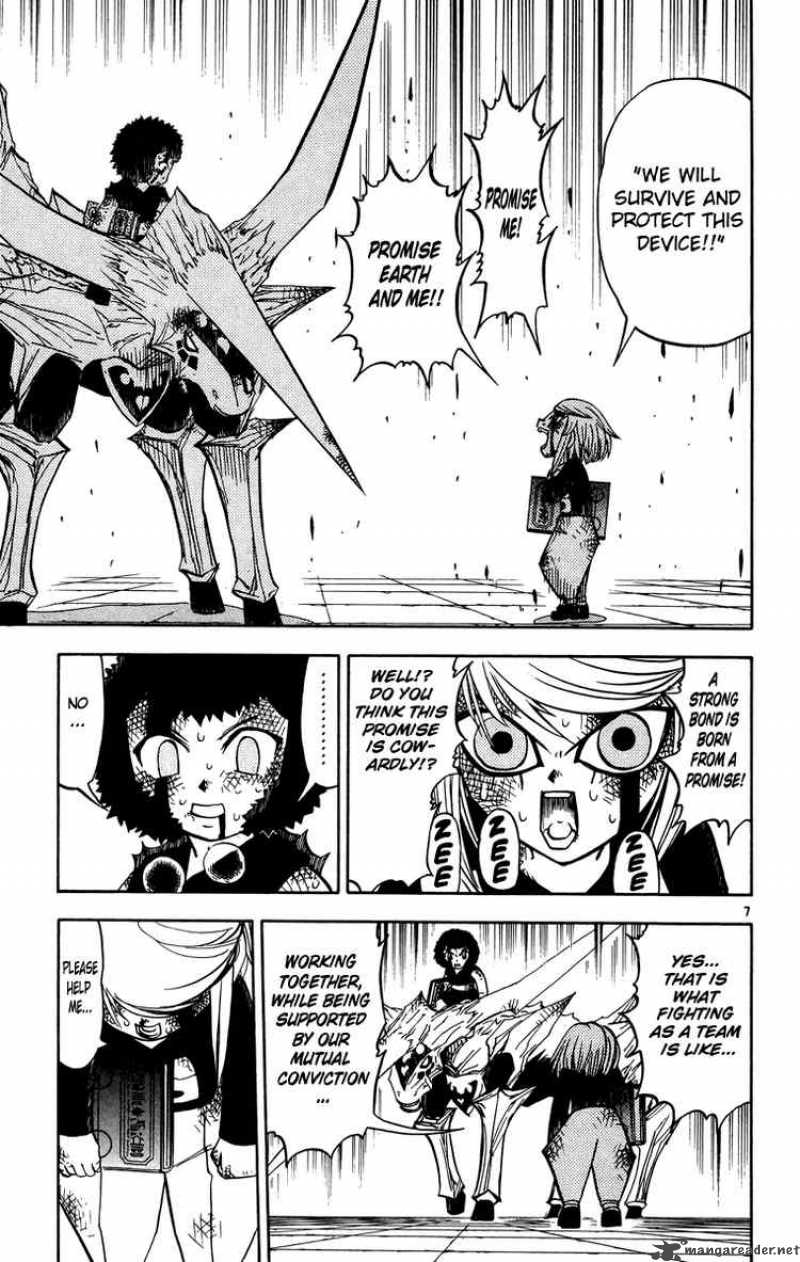 "WE WILL
SURVIVE AND
PROTECT THIS
DEVICE!!"
PROMISE
ME!
PROMISE
EARTH
AND ME!!
A
STRONG
BOND IS
BORN
FROM A
PROMISE!
WELL!?
DO YOU
THINK THIS
PROMISE
IS COW-
ARDLY!?
ZEE
ZEE
ZEE
NO
...
7
YES...
THAT IS
WHAT
FIGHTING
AS A TEAM
IS LIKE...
WORKING
TOGETHER,
WHILE BEING
SUPPORTED
BY OUR
MUTUAL
CONVICTION
...
PLEASE
HELP
ME...
mangareader.net